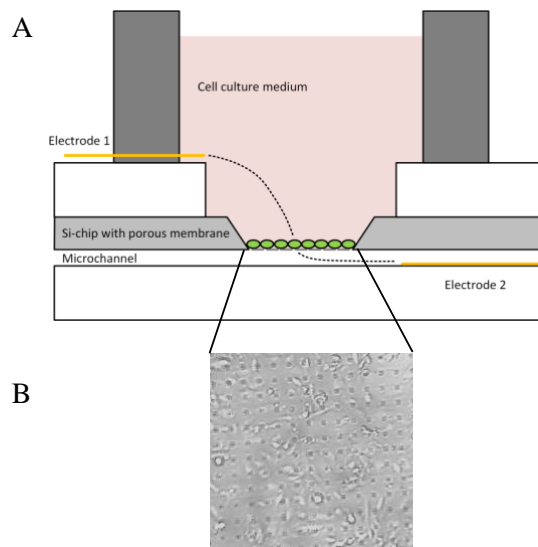 A
Cell culture medium
Electrode 1
Si-chip with porous membrane
Microchannel
Electrode 2
B